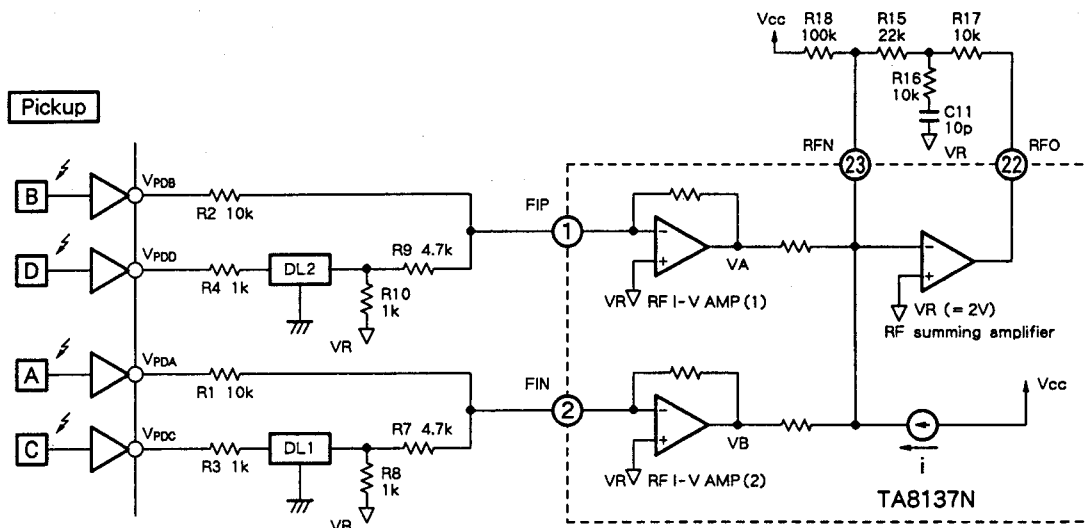 Vcc
R18
100k
R15
22k
R17
10k
R16
10k
C11
10p
VR
RFN
23
RFO
22
Pickup
B
VPDB
R2 10k
FIP
1
D
VPDD
R4 1k
DL2
R9 4.7k
R10
1k
VR
−
+
VR
RF I-V AMP(1)
VA
−
+
VR (=2V)
RF summing amplifier
A
VPDA
R1 10k
FIN
2
C
VPDC
R3 1k
DL1
R7 4.7k
R8
1k
VR
−
+
VR
RF I-V AMP(2)
VB
Vcc
i
TA8137N